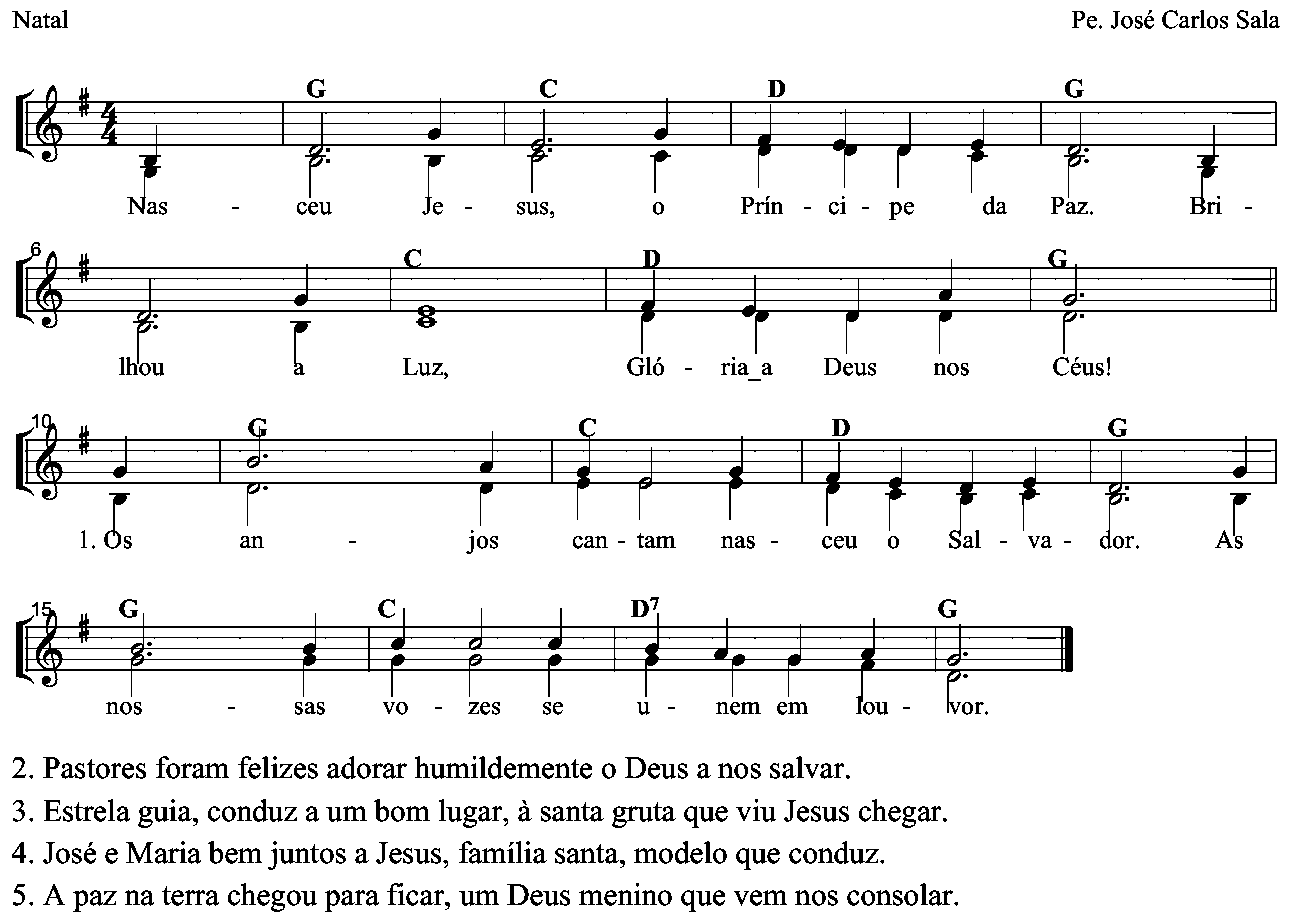 Natal Pe. José Carlos Sala
G C D G
4
4
Nas - ceu Je - sus, o Prín - ci - pe da Paz. Bri -
6 C D G
lhou a Luz, Gló - ria_a Deus nos Céus!
10 G C D G
1. Os an - jos can - tam nas - ceu o Sal - va - dor. As
15 G C D7 G
nos - sas vo - zes se u - nem em lou - vor.
2. Pastores foram felizes adorar humildemente o Deus a nos salvar.
3. Estrela guia, conduz a um bom lugar, à santa gruta que viu Jesus chegar.
4. José e Maria bem juntos a Jesus, família santa, modelo que conduz.
5. A paz na terra chegou para ficar, um Deus menino que vem nos consolar.